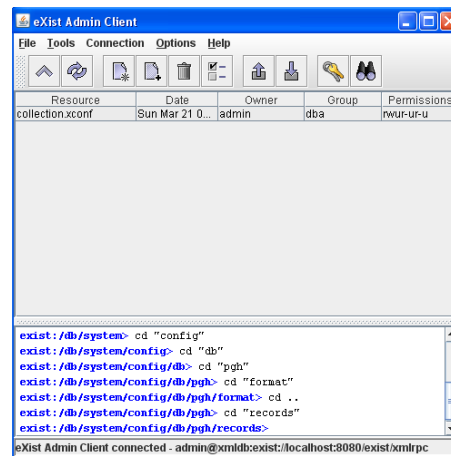 eXist Admin Client
File Tools Connection Options Help
Resource Date Owner Group Permissions
collection.xconf Sun Mar 21 0... admin dba rwur-ur-u
exist:/db/system> cd "config"
exist:/db/system/config> cd "db"
exist:/db/system/config/db> cd "pgh"
exist:/db/system/config/db/pgh> cd "format"
exist:/db/system/config/db/pgh/format> cd ..
exist:/db/system/config/db/pgh> cd "records"
exist:/db/system/config/db/pgh/records>
eXist Admin Client connected - admin@xmldb:exist://localhost:8080/exist/xmlrpc